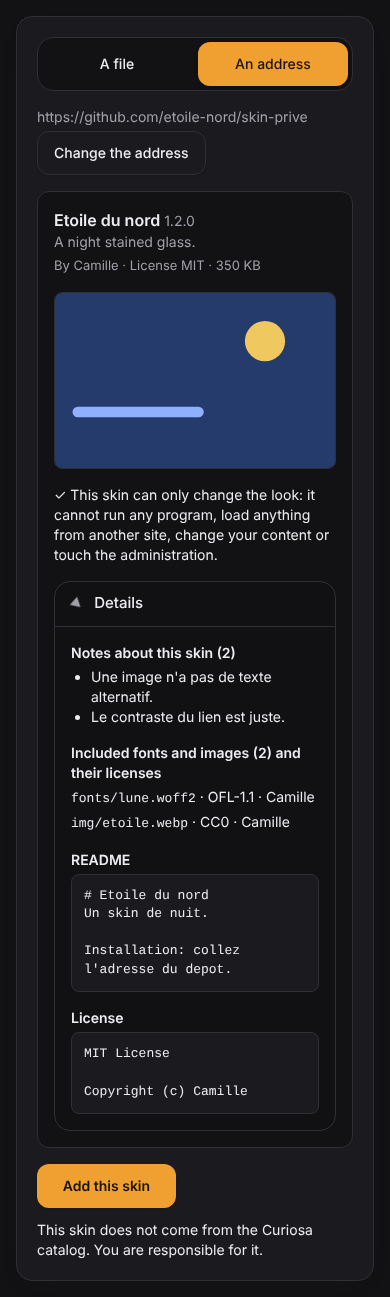 A file
An address
https://github.com/etoile-nord/skin-prive
Change the address
Etoile du nord 1.2.0
A night stained glass.
By Camille · License MIT · 350 KB
✓ This skin can only change the look: it
cannot run any program, load anything
from another site, change your content or
touch the administration.
Details
Notes about this skin (2)
• Une image n'a pas de texte
alternatif.
• Le contraste du lien est juste.
Included fonts and images (2) and
their licenses
fonts/lune.woff2 · OFL-1.1 · Camille
img/etoile.webp · CC0 · Camille
README
# Etoile du nord
Un skin de nuit.
Installation: collez
l'adresse du depot.
License
MIT License
Copyright (c) Camille
Add this skin
This skin does not come from the Curiosa
catalog. You are responsible for it.